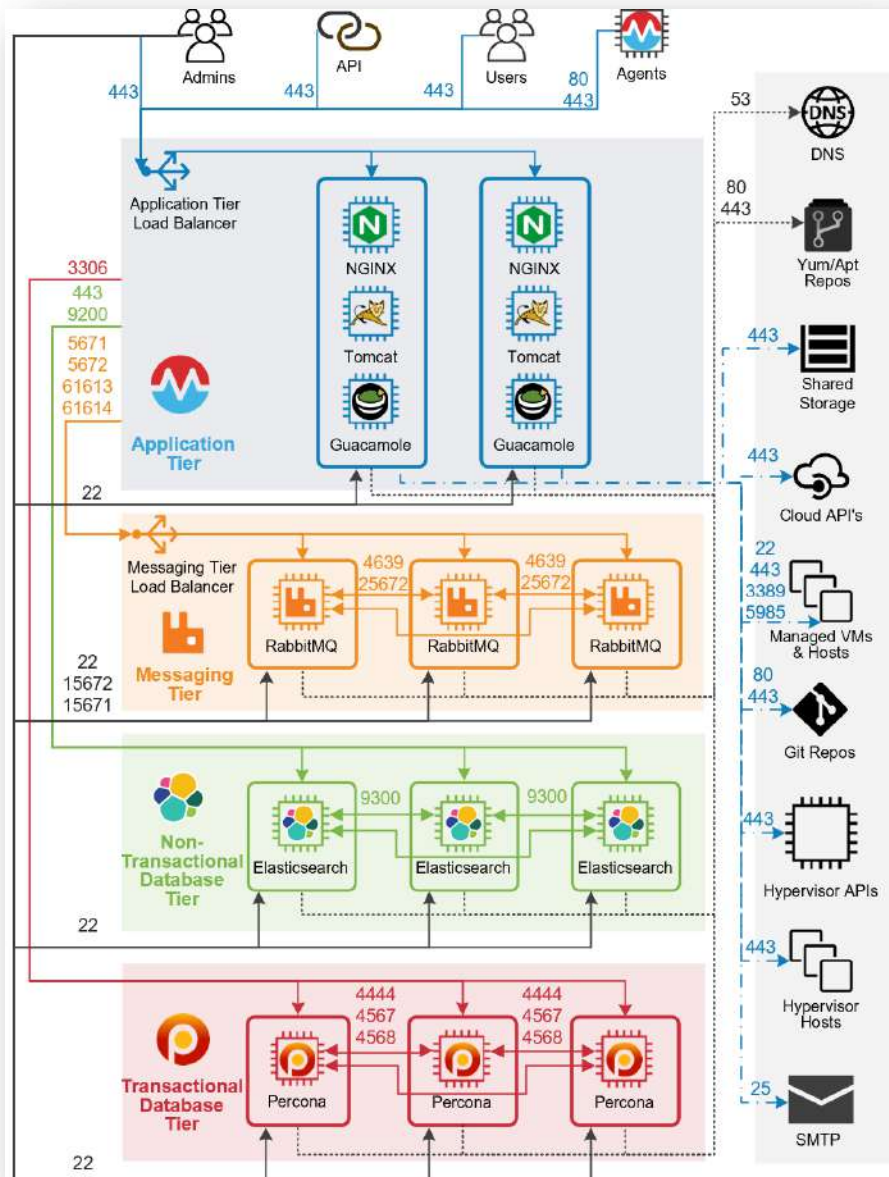 Admins
API
Users
Agents
443
443
443
80
443
53
DNS
DNS
80
443
Yum/Apt
Repos
Application Tier
Load Balancer
N
NGINX
Tomcat
Guacamole
N
NGINX
Tomcat
Guacamole
3306
443
9200
5671
5672
61613
61614
Application
Tier
22
443
Shared
Storage
443
Cloud API's
22
443
3389
5985
Managed VMs
& Hosts
Messaging Tier
Load Balancer
Messaging
Tier
RabbitMQ
4639
25672
RabbitMQ
4639
25672
RabbitMQ
22
15672
15671
80
443
Git Repos
Non-
Transactional
Database
Tier
Elasticsearch
9300
Elasticsearch
9300
Elasticsearch
22
443
Hypervisor APIs
443
Hypervisor
Hosts
Transactional
Database
Tier
Percona
4444
4567
4568
Percona
4444
4567
4568
Percona
22
25
SMTP